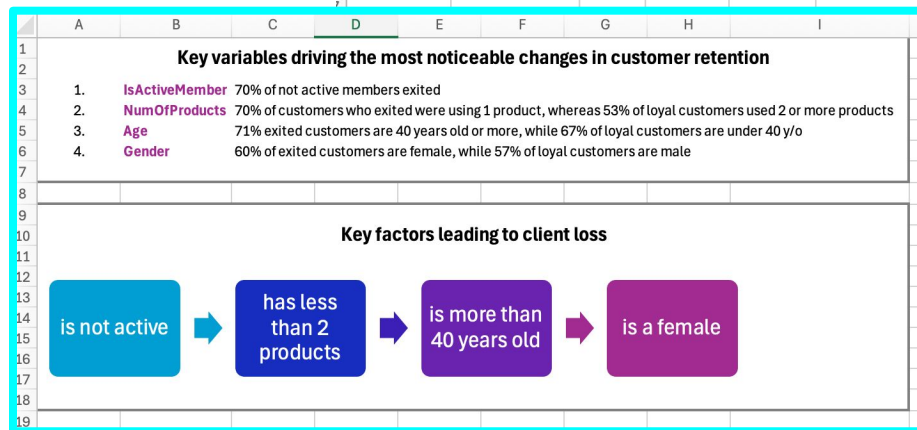 A B C D E F G H I
1
Key variables driving the most noticeable changes in customer retention
2
3 1. IsActiveMember 70% of not active members exited
4 2. NumOfProducts 70% of customers who exited were using 1 product, whereas 53% of loyal customers used 2 or more products
5 3. Age 71% exited customers are 40 years old or more, while 67% of loyal customers are under 40 y/o
6 4. Gender 60% of exited customers are female, while 57% of loyal customers are male
7
8
9
10 Key factors leading to client loss
11
12
13
14
15
16
17
18
19
is not active
has less
than 2
products
is more than
40 years old
is a female